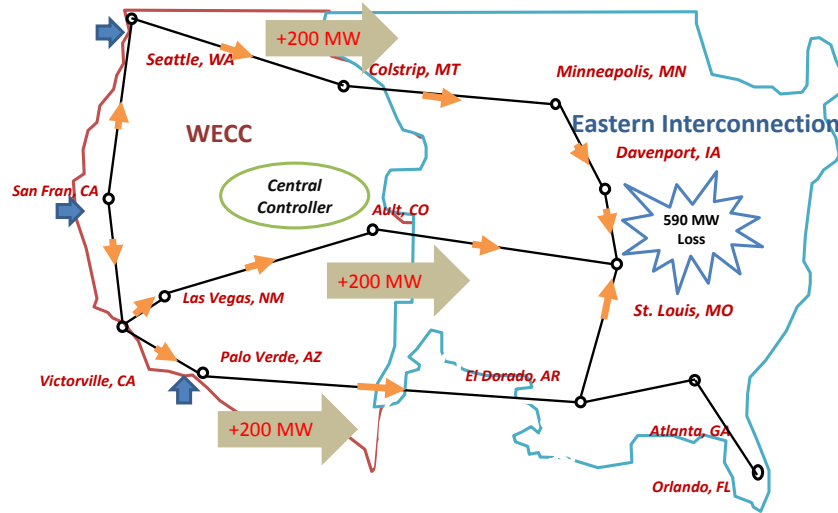 +200 MW
Seattle, WA
Colstrip, MT
Minneapolis, MN
WECC
Eastern Interconnection
Davenport, IA
San Fran, CA
Central
Controller
Ault, CO
590 MW
Loss
+200 MW
Las Vegas, NM
St. Louis, MO
Palo Verde, AZ
Victorville, CA
El Dorado, AR
+200 MW
Atlanta, GA
Orlando, FL